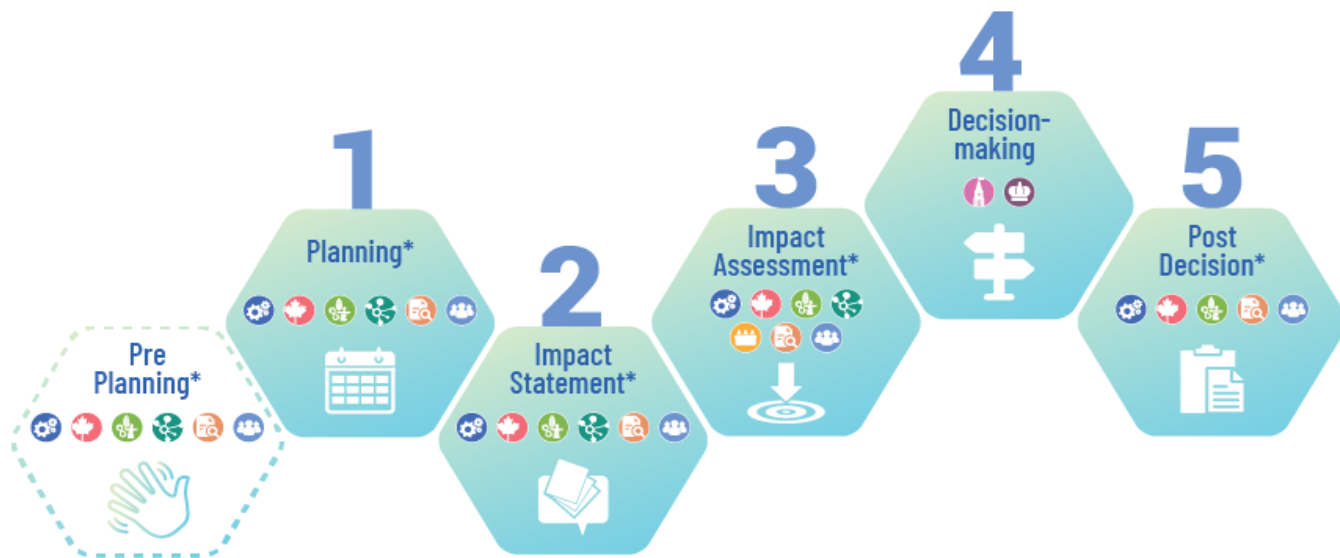 Pre
Planning*
1
Planning*
2
Impact
Statement*
3
Impact
Assessment*
4
Decision-
making
5
Post
Decision*